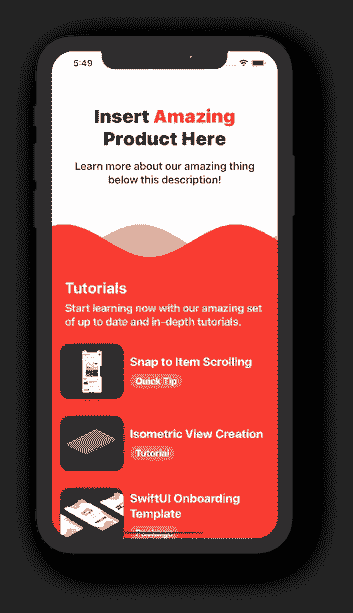 5:49
Insert Amazing
Product Here
Learn more about our amazing thing
below this description!
Tutorials
Start learning now with our amazing set
of up to date and in-depth tutorials.
Snap to Item Scrolling
Quick Tip
Isometric View Creation
Tutorial
SwiftUI Onboarding
Template